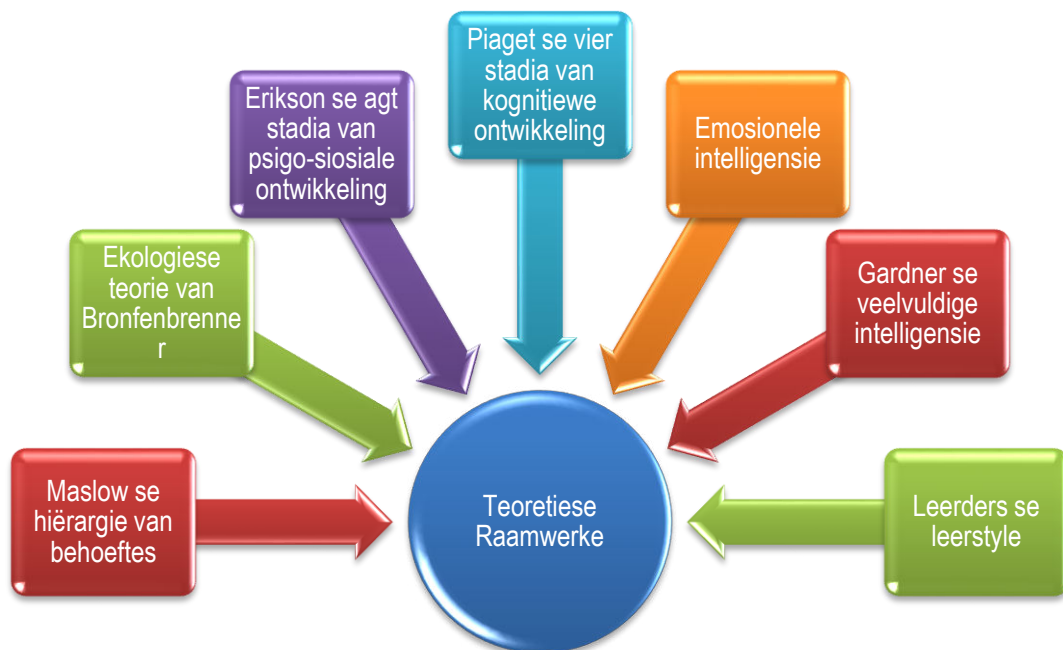 Piaget se vier
stadia van
kognitiewe
ontwikkeling
Erikson se agt
stadia van
psigo-siosiale
ontwikkeling
Emosionele
intelligensie
Ekologiese
teorie van
Bronfenbrenne
r
Gardner se
veelvuldige
intelligensie
Maslow se
hiërargie van
behoeftes
Teoretiese
Raamwerke
Leerders se
leerstyle